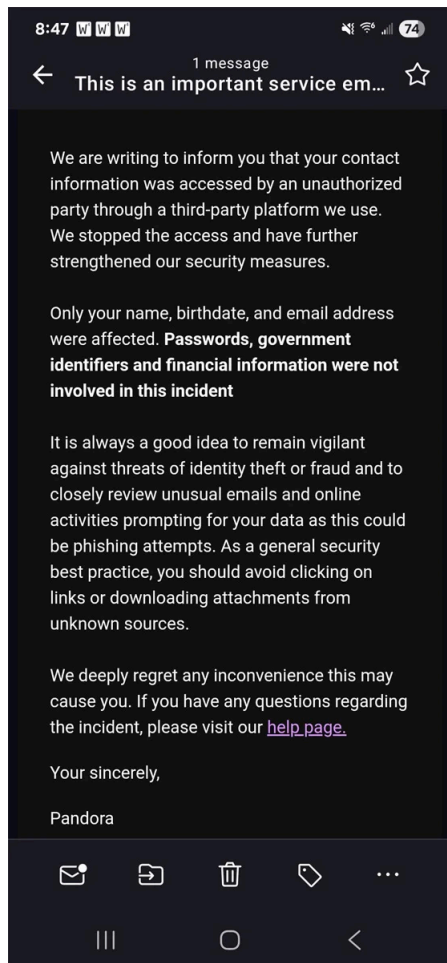 8:47 W W W 74
1 message
This is an important service em...
We are writing to inform you that your contact
information was accessed by an unauthorized
party through a third-party platform we use.
We stopped the access and have further
strengthened our security measures.
Only your name, birthdate, and email address
were affected. Passwords, government
identifiers and financial information were not
involved in this incident
It is always a good idea to remain vigilant
against threats of identity theft or fraud and to
closely review unusual emails and online
activities prompting for your data as this could
be phishing attempts. As a general security
best practice, you should avoid clicking on
links or downloading attachments from
unknown sources.
We deeply regret any inconvenience this may
cause you. If you have any questions regarding
the incident, please visit our help page.
Your sincerely,
Pandora